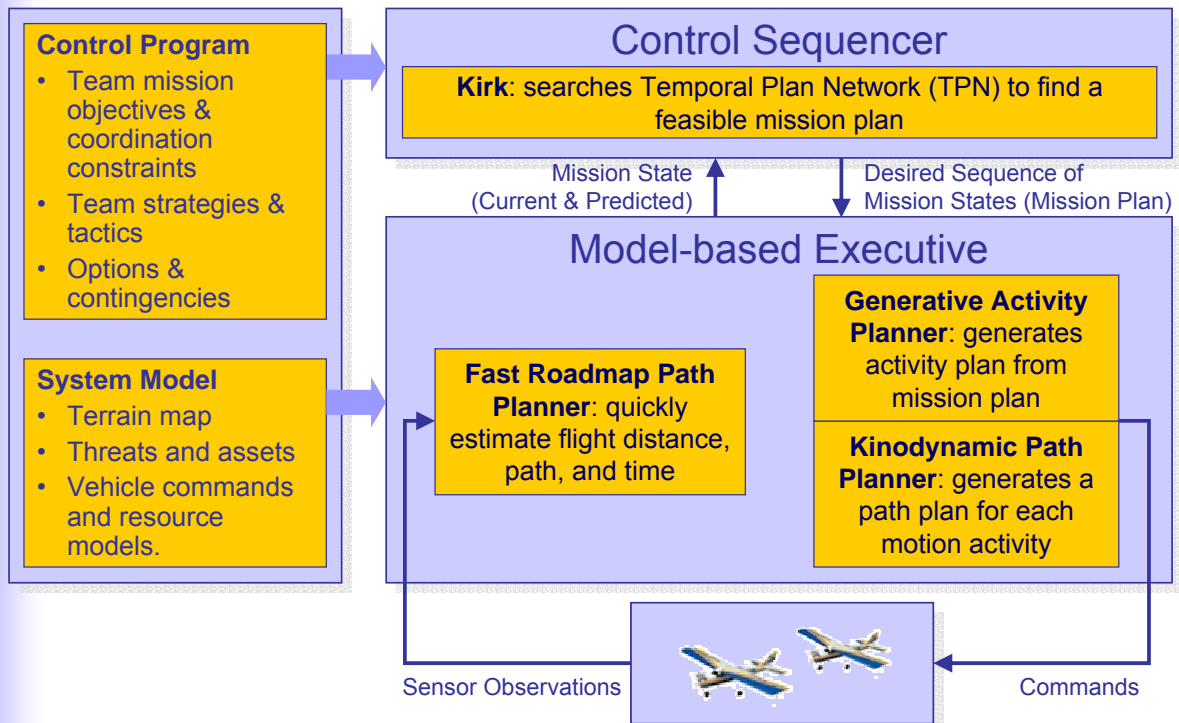 Control Program
• Team mission
objectives &
coordination
constraints
• Team strategies &
tactics
• Options &
contingencies
System Model
• Terrain map
• Threats and assets
• Vehicle commands
and resource
models.
Control Sequencer
Kirk: searches Temporal Plan Network (TPN) to find a
feasible mission plan
Mission State
(Current & Predicted)
Desired Sequence of
Mission States (Mission Plan)
Model-based Executive
Fast Roadmap Path
Planner: quickly
estimate flight distance,
path, and time
Generative Activity
Planner: generates
activity plan from
mission plan
Kinodynamic Path
Planner: generates a
path plan for each
motion activity
Sensor Observations
Commands